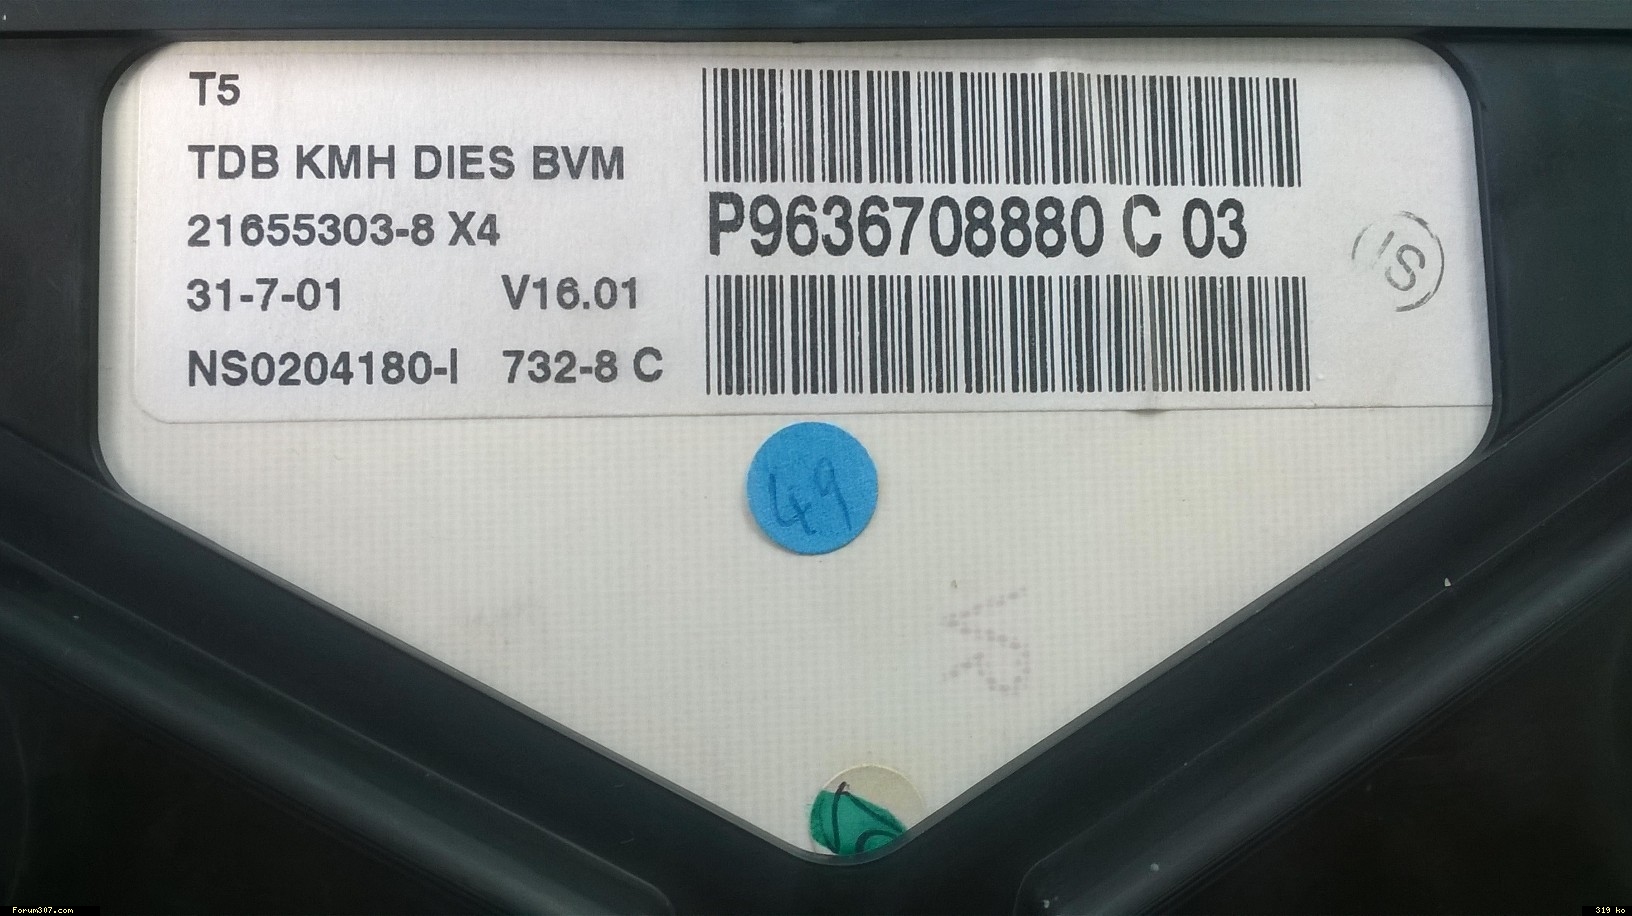 T5
TDB KMH DIES BVM
21655303-8 X4
31-7-01 V16.01
NS0204180-I 732-8 C
P9636708880 C 03
IS
49
Forum307.com
319 ko